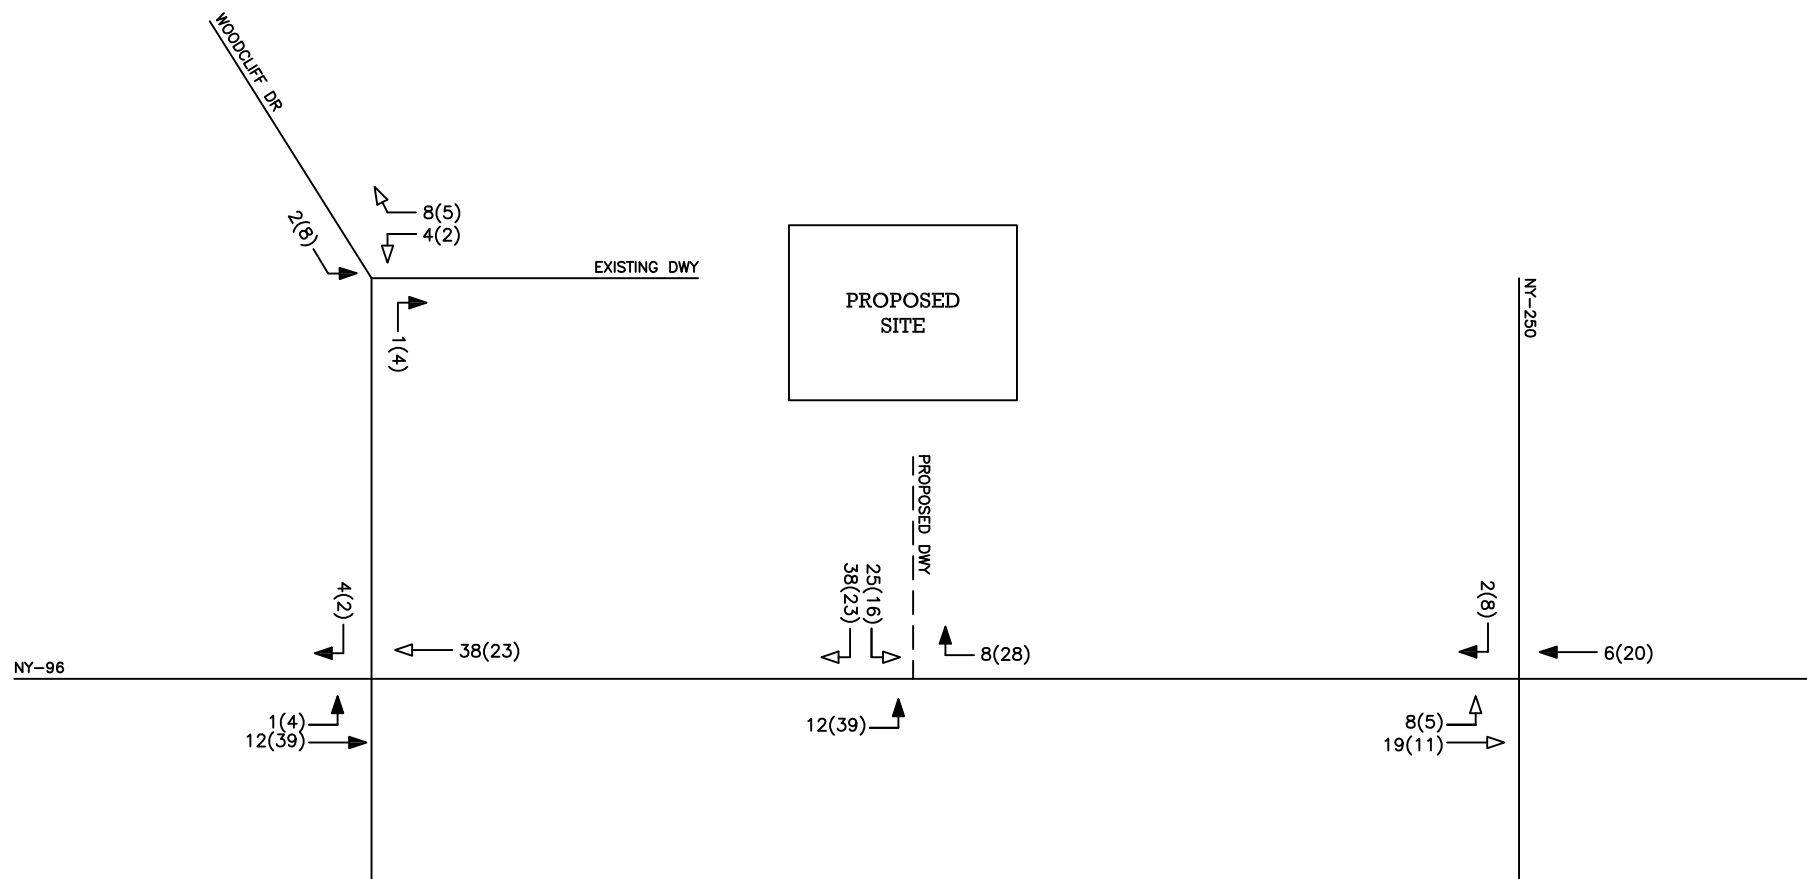 WOODCLIFF DR
2(8)
8(5)
4(2)
EXISTING DWY
1(4)
PROPOSED
SITE
NY-250
PROPOSED DWY
4(2)
38(23)
38(23)
25(16)
8(28)
2(8)
6(20)
NY-96
1(4)
12(39)
12(39)
8(5)
19(11)